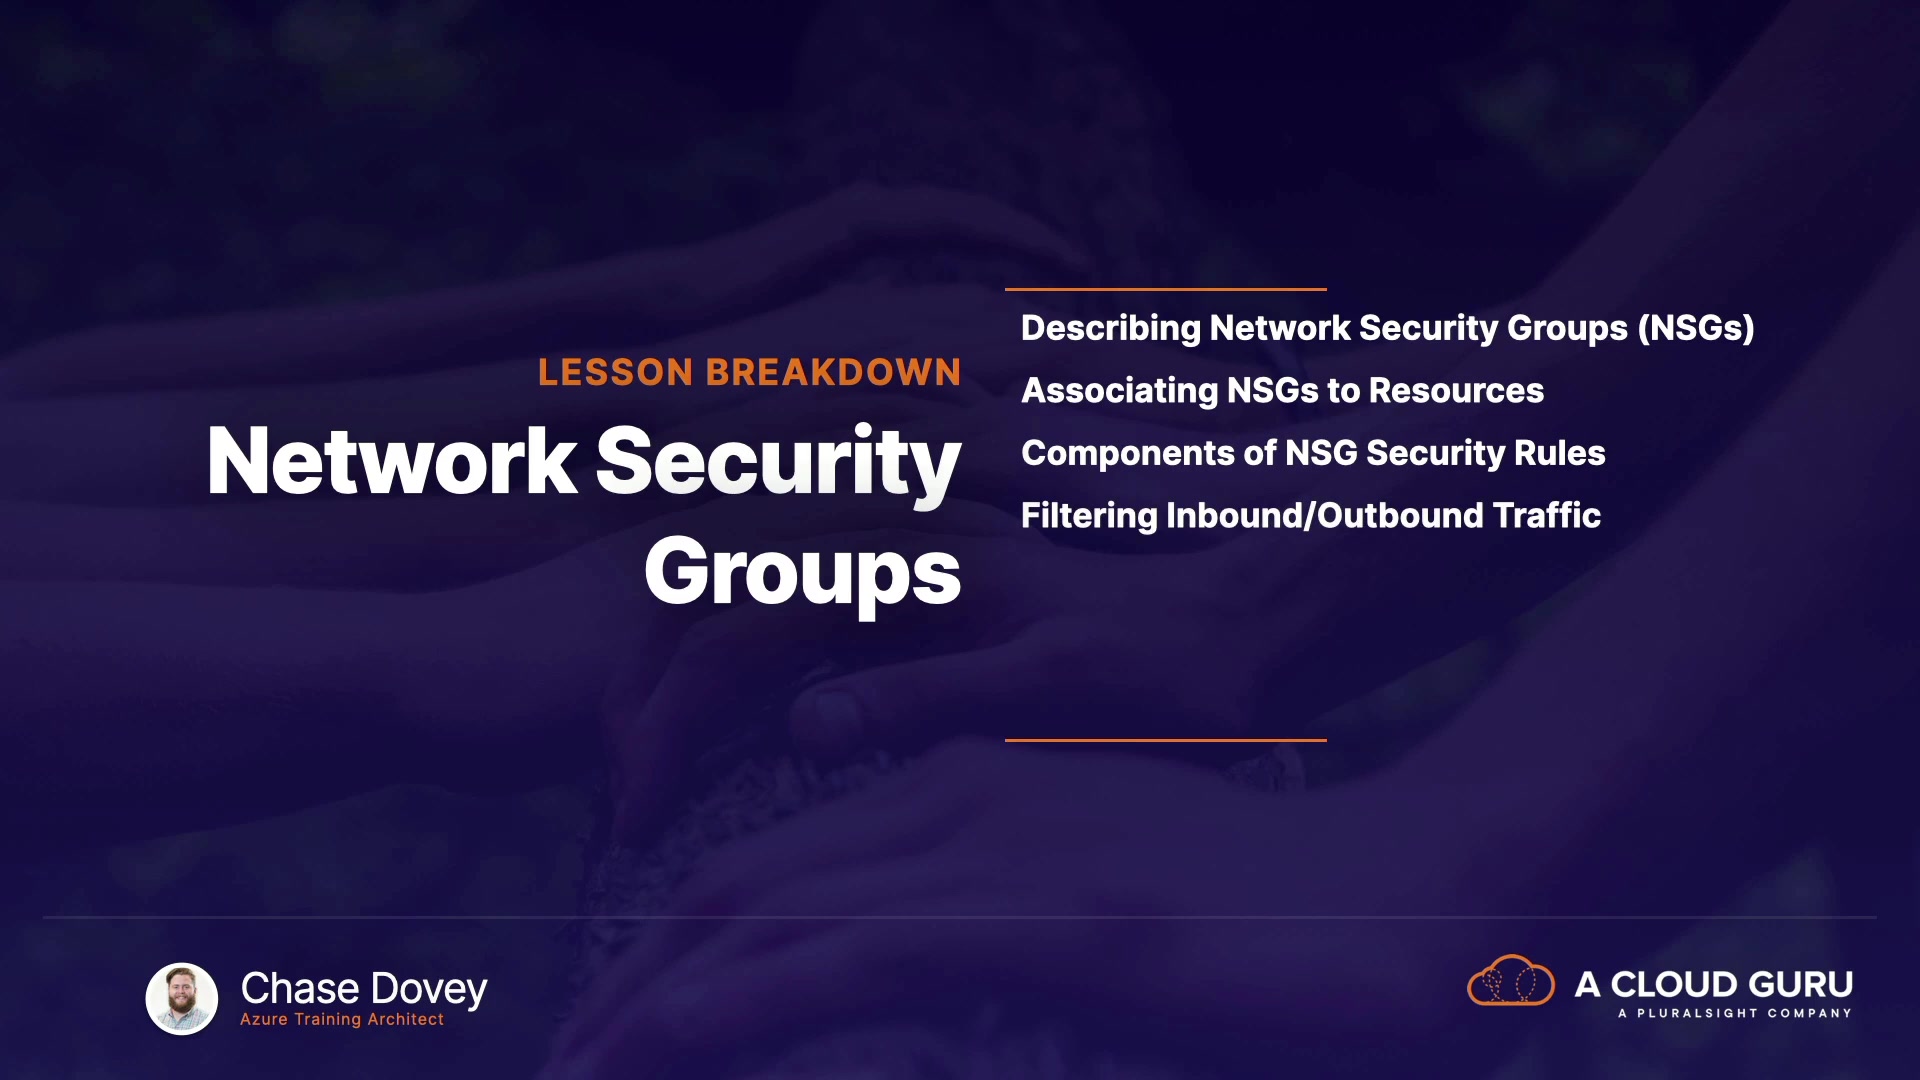 LESSON BREAKDOWN
Network Security
Groups
Describing Network Security Groups (NSGs)
Associating NSGs to Resources
Components of NSG Security Rules
Filtering Inbound/Outbound Traffic
Chase Dovey
Azure Training Architect
A CLOUD GURU
A PLURALSIGHT COMPANY